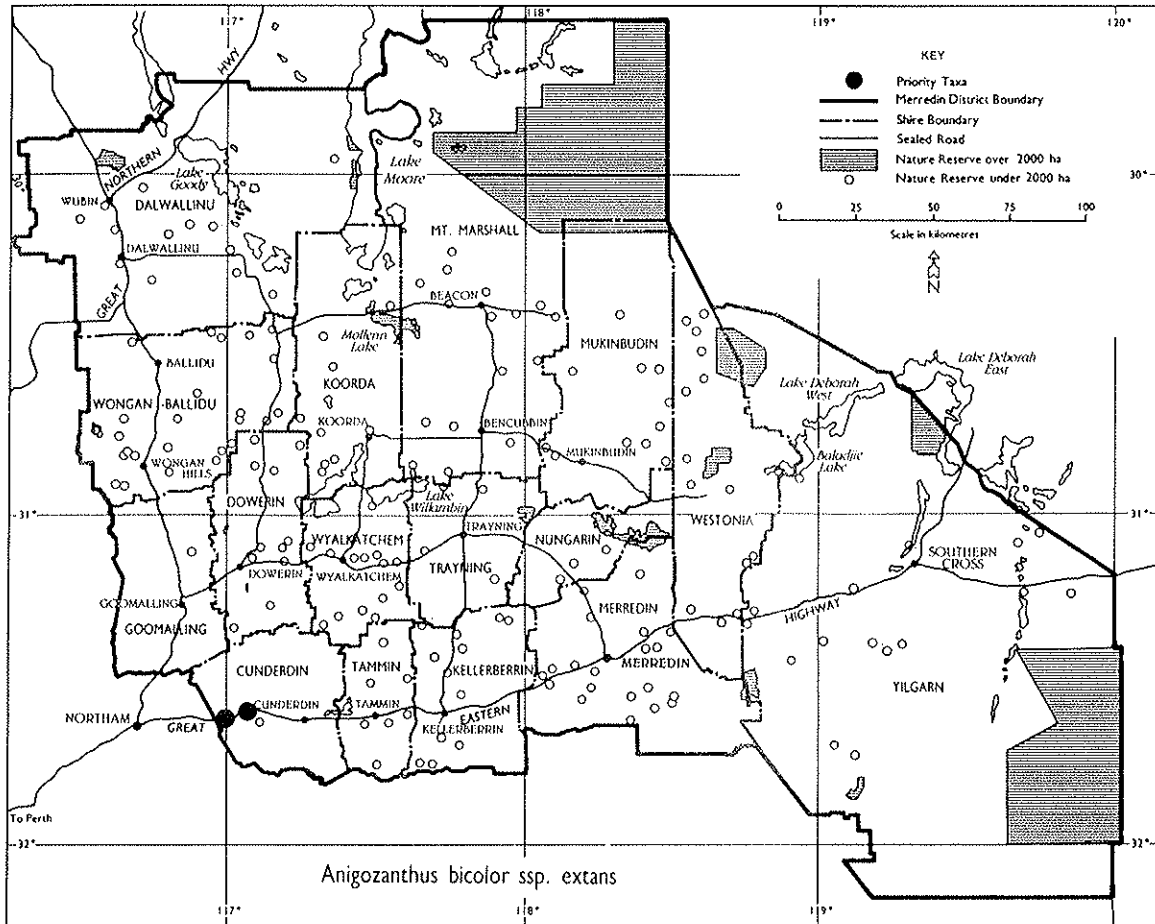 117° 118° 119° 120°
KEY
Priority Taxa
Merredin District Boundary
Shire Boundary
Sealed Road
Nature Reserve over 2000 ha
Nature Reserve under 2000 ha
0 25 50 75 100
Scale in kilometres
N
HWY
NORTHERN
GREAT
30° 30°
Lake
Goody
Lake
Moore
WUBIN
DALWALLINU
DALWALLINU
MT. MARSHALL
BEACON
Mollerin
Lake
MUKINBUDIN
BALLIDU
KOORDA
WONGAN-BALLIDU
KOORDA
BENCUBBIN
MUKINBUDIN
Lake Deborah
East
Lake Deborah
West
Baladjie
Lake
WONGAN
HILLS
DOWERIN
Lake
Wilkambin
31°
WYALKATCHEM
TRAYNING
NUNGARIN
WESTONIA
DOWERIN
WYALKATCHEM
TRAYNING
SOUTHERN
CROSS
GOOMALLING
GOOMALLING
MERREDIN
HIGHWAY
CUNDERDIN
TAMMIN
KELLERBERRIN
MERREDIN
YILGARN
NORTHAM
GREAT
CUNDERDIN
TAMMIN
EASTERN
KELLERBERRIN
To Perth
32° 32°
Anigozanthus bicolor ssp. extans
117° 118° 119°